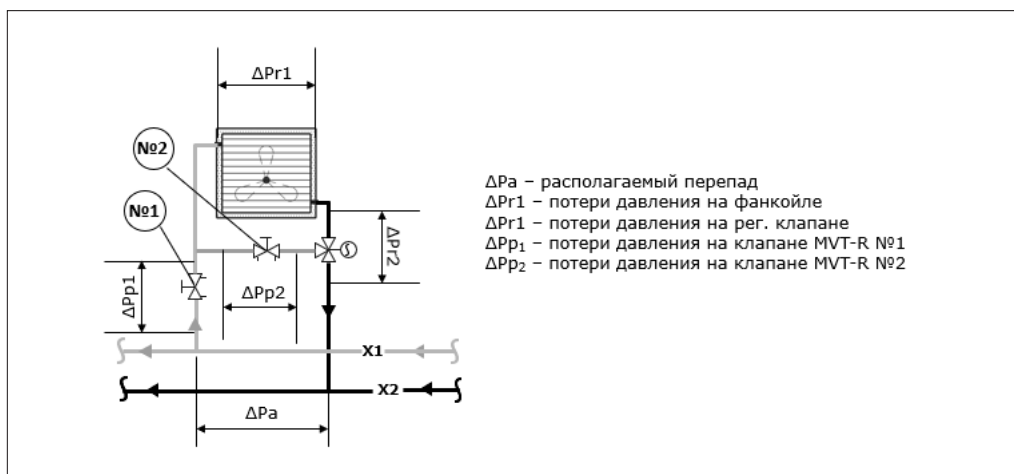 ΔPr1
№2
№1
ΔPr2
ΔPp1
ΔPp2
X1
X2
ΔPa
ΔPa – располагаемый перепад
ΔPr1 – потери давления на фанкойле
ΔPr1 – потери давления на рег. клапане
ΔPp₁ – потери давления на клапане MVT-R №1
ΔPp₂ – потери давления на клапане MVT-R №2